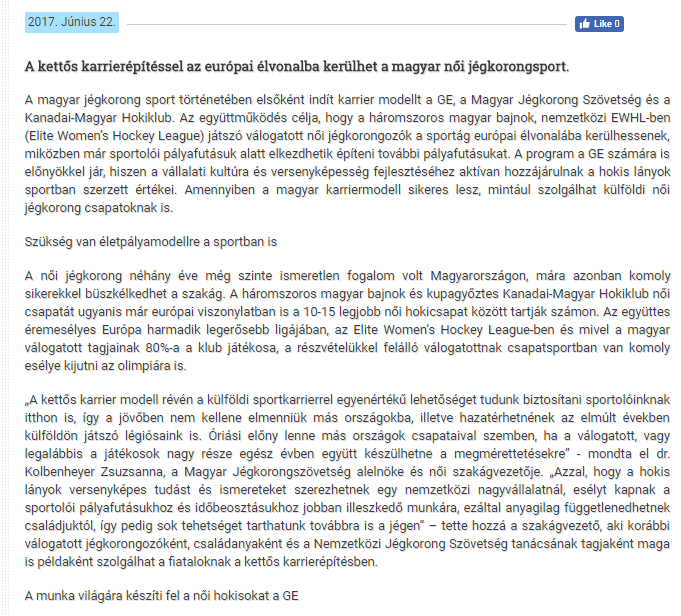 2017. Június 22.
Like 0
A kettős karrierépítéssel az európai élvonalba kerülhet a magyar női jégkorongsport.
A magyar jégkorong sport történetében elsőként indít karrier modellt a GE, a Magyar Jégkorong Szövetség és a
Kanadai-Magyar Hokiklub. Az együttműködés célja, hogy a háromszoros magyar bajnok, nemzetközi EWHL-ben
(Elite Women's Hockey League) játszó válogatott női jégkorongozók a sportág európai élvonalába kerülhessenek,
miközben már sportolói pályafutásuk alatt elkezdhetik építeni további pályafutásukat. A program a GE számára is
előnyökkel jár, hiszen a vállalati kultúra és versenyképesség fejlesztéséhez aktívan hozzájárulnak a hokis lányok
sportban szerzett értékei. Amennyiben a magyar karriermodell sikeres lesz, mintául szolgálhat külföldi női
jégkorong csapatoknak is.
Szükség van életpályamodellre a sportban is
A női jégkorong néhány éve még szinte ismeretlen fogalom volt Magyarországon, mára azonban komoly
sikerekkel büszkélkedhet a szakág. A háromszoros magyar bajnok és kupagyőztes Kanadai-Magyar Hokiklub női
csapatát ugyanis már európai viszonylatban is a 10-15 legjobb női hokicsapat között tartják számon. Az együttes
éremesélyes Európa harmadik legerősebb ligájában, az Elite Women's Hockey League-ben és mivel a magyar
válogatott tagjainak 80%-a a klub játékosa, a részvételükkel felálló válogatottnak csapatsportban van komoly
esélye kijutni az olimpiára is.
„A kettős karrier modell révén a külföldi sportkarrierrel egyenértékű lehetőséget tudunk biztosítani sportolóinknak
itthon is, így a jövőben nem kellene elmenniük más országokba, illetve hazatérhetnének az elmúlt években
külföldön játszó légiósaink is. Óriási előny lenne más országok csapataival szemben, ha a válogatott, vagy
legalábbis a játékosok nagy része egész évben együtt készülhetne a megmérettetésekre” - mondta el dr.
Kolbenheyer Zsuzsanna, a Magyar Jégkorongszövetség alelnöke és női szakágvezetője. „Azzal, hogy a hokis
lányok versenyképes tudást és ismereteket szerezhetnek egy nemzetközi nagyvállalatnál, esélyt kapnak a
sportolói pályafutásukhoz és időbeosztásukhoz jobban illeszkedő munkára, ezáltal anyagilag függetlenedhetnek
családjuktól, így pedig sok tehetséget tarthatunk továbbra is a jégen” – tette hozzá a szakágvezető, aki korábbi
válogatott jégkorongozóként, családanyaként és a Nemzetközi Jégkorong Szövetség tanácsának tagjaként maga
is példaként szolgálhat a fiataloknak a kettős karrierépítésben.
A munka világára készíti fel a női hokisokat a GE